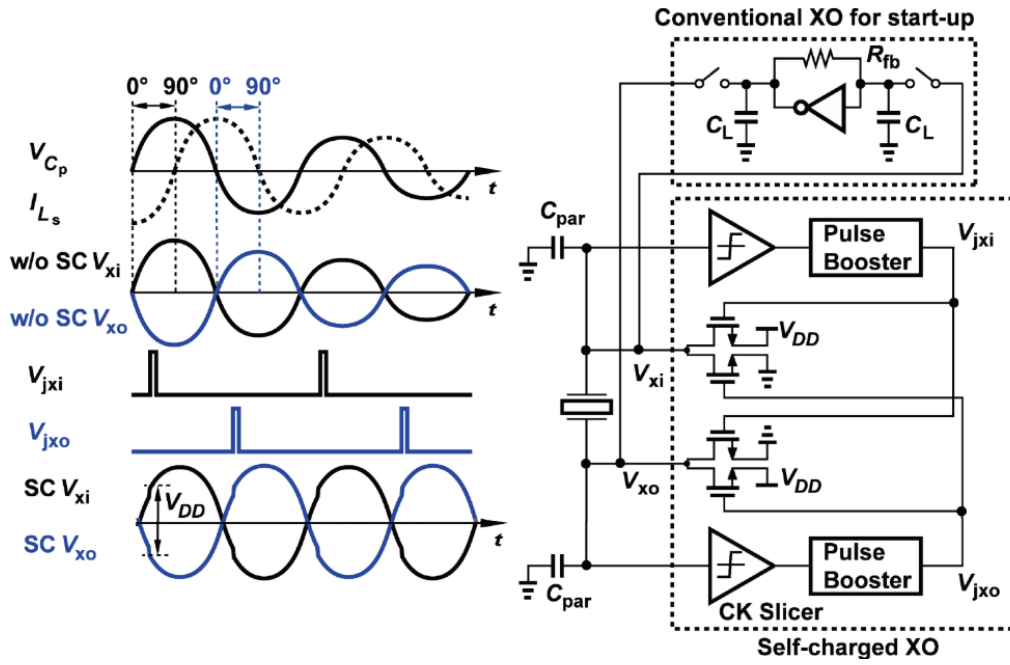 Conventional XO for start-up
R_fb
C_L
C_L
0° 90° 0° 90°
V_Cp
t
I_Ls
w/o SC V_xi
w/o SC V_xo
t
V_jxi
V_jxo
SC V_xi
V_DD
SC V_xo
t
C_par
Pulse
Booster
V_jxi
V_DD
V_xi
V_xo
V_DD
Pulse
Booster
V_jxo
C_par
CK Slicer
Self-charged XO